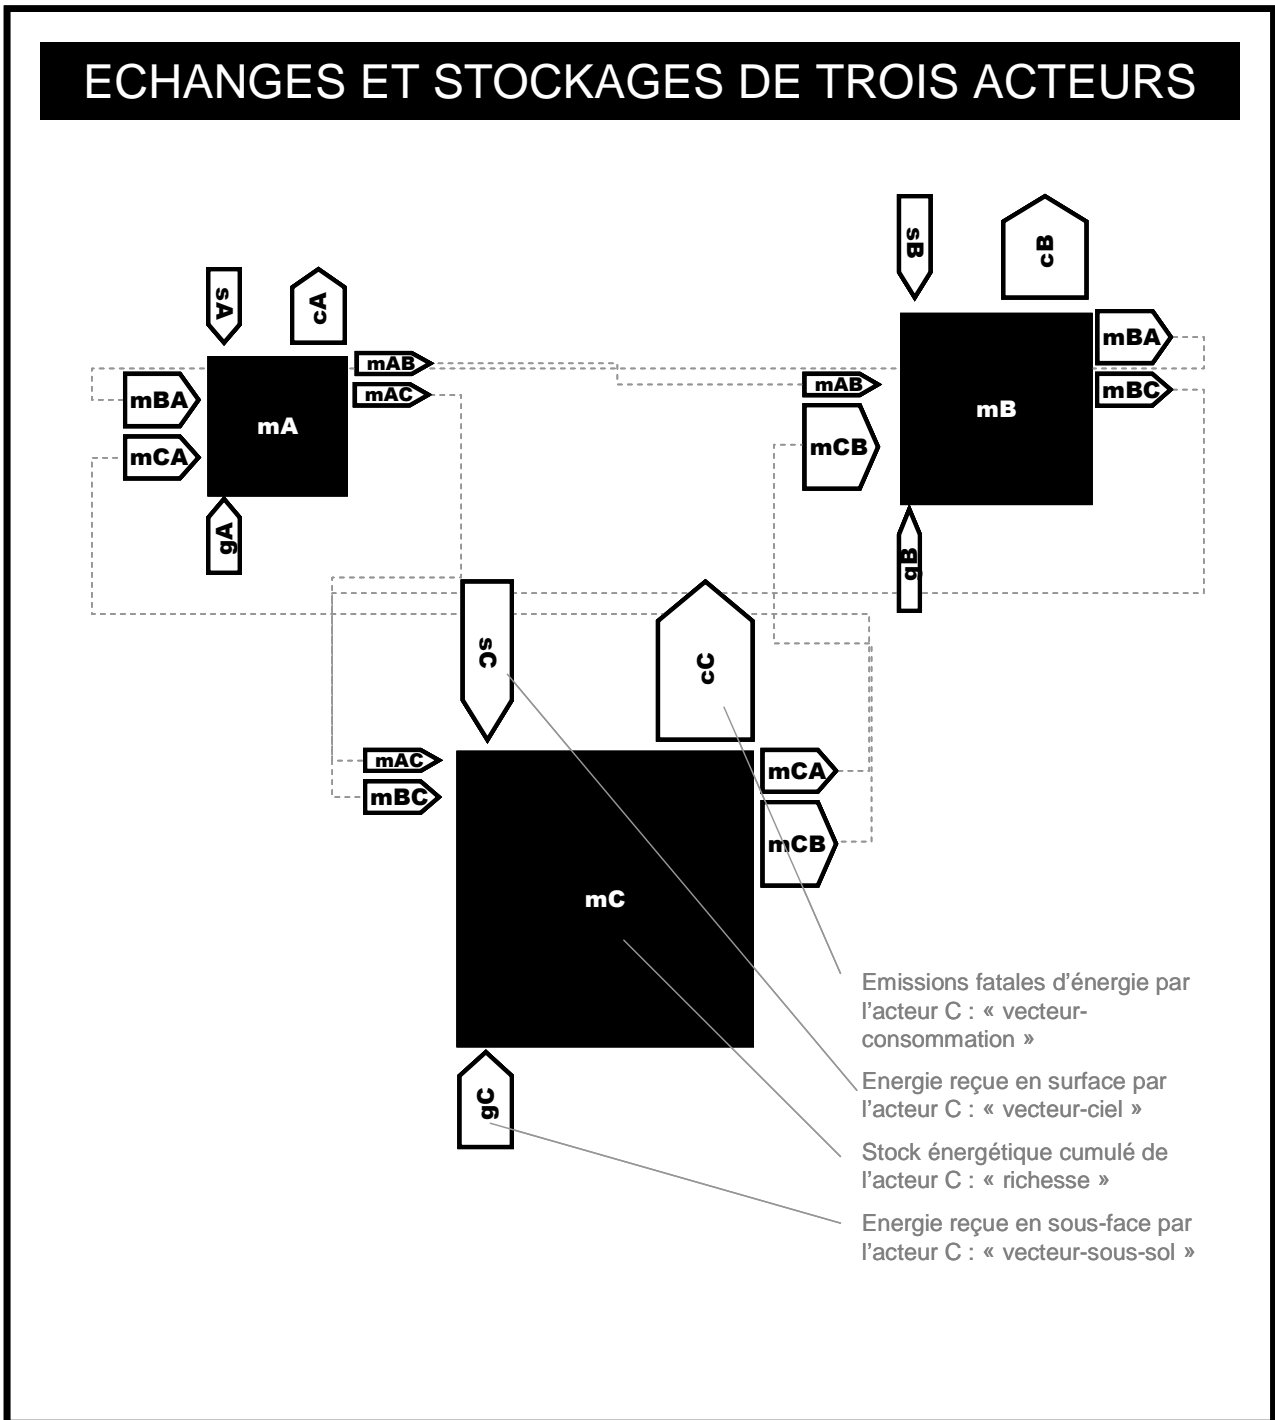 ECHANGES ET STOCKAGES DE TROIS ACTEURS
sB
cB
sA
cA
mBA
mAB
mAB
mAC
mBC
mBA
mA
mB
mCB
mCA
gA
gB
sC
cC
mAC
mCA
mBC
mCB
mC
Emissions fatales d’énergie par
l’acteur C : « vecteur-
consommation »
Energie reçue en surface par
l’acteur C : « vecteur-ciel »
gC
Stock énergétique cumulé de
l’acteur C : « richesse »
Energie reçue en sous-face par
l’acteur C : « vecteur-sous-sol »